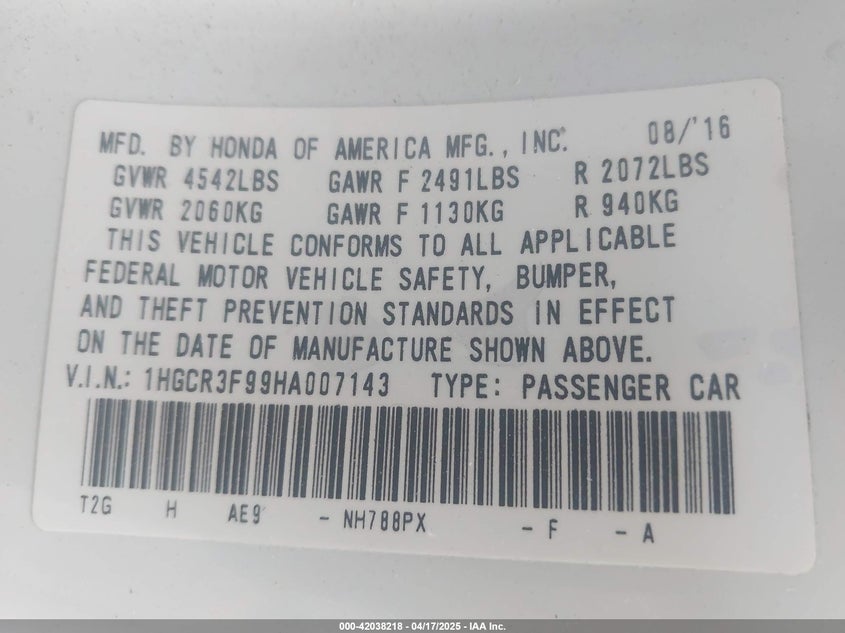 MFD. BY HONDA OF AMERICA MFG., INC. 08/'16
GVWR 4542LBS GAWR F 2491LBS R 2072LBS
GVWR 2060KG GAWR F 1130KG R 940KG
THIS VEHICLE CONFORMS TO ALL APPLICABLE
FEDERAL MOTOR VEHICLE SAFETY, BUMPER,
AND THEFT PREVENTION STANDARDS IN EFFECT
ON THE DATE OF MANUFACTURE SHOWN ABOVE.
V.I.N.: 1HGCR3F99HA007143 TYPE: PASSENGER CAR
T2G H AE9 - NH788PX - F - A
000-42038218 - 04/17/2025 - IAA Inc.